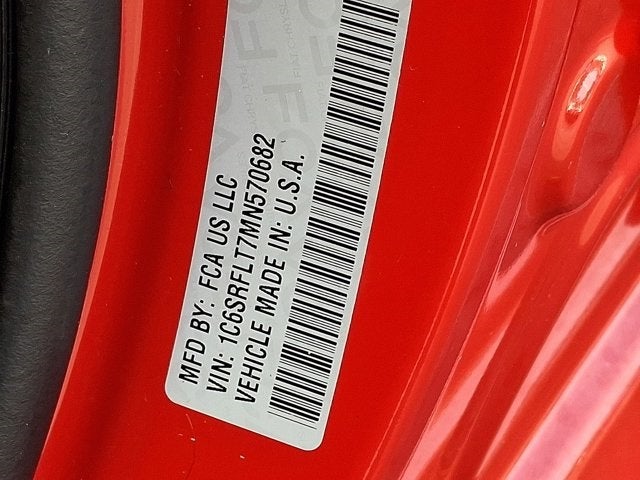 MFD BY: FCA US LLC
VIN: 1C6SRFLT7MN570682
VEHICLE MADE IN: U.S.A.